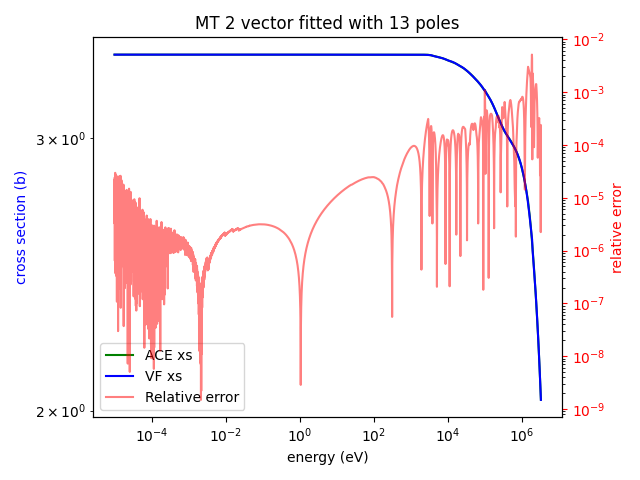 MT 2 vector fitted with 13 poles
cross section (b)
3 × 10⁰
2 × 10⁰
10⁻²
10⁻³
10⁻⁴
10⁻⁵
10⁻⁶
10⁻⁷
10⁻⁸
10⁻⁹
relative error
ACE xs
VF xs
Relative error
10⁻⁴ 10⁻² 10⁰ 10² 10⁴ 10⁶
energy (eV)